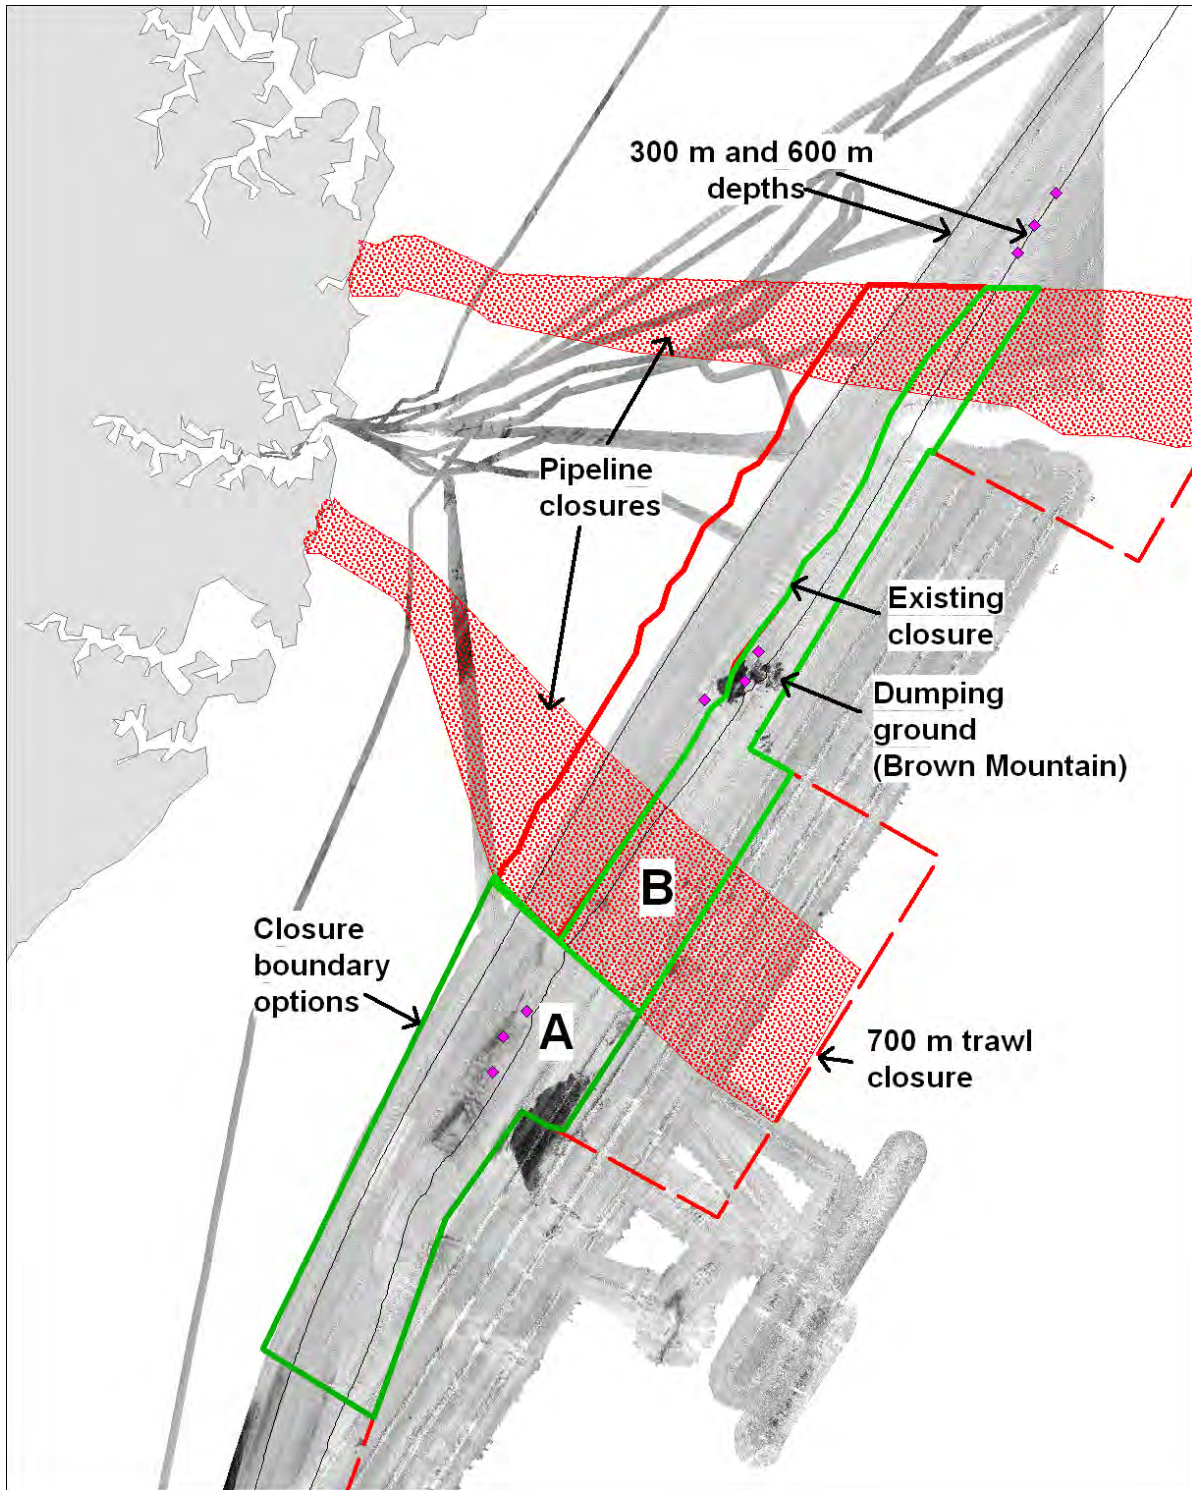 300 m and 600 m
depths
Pipeline
closures
Existing
closure
Dumping
ground
(Brown Mountain)
B
Closure
boundary
options
A
700 m trawl
closure